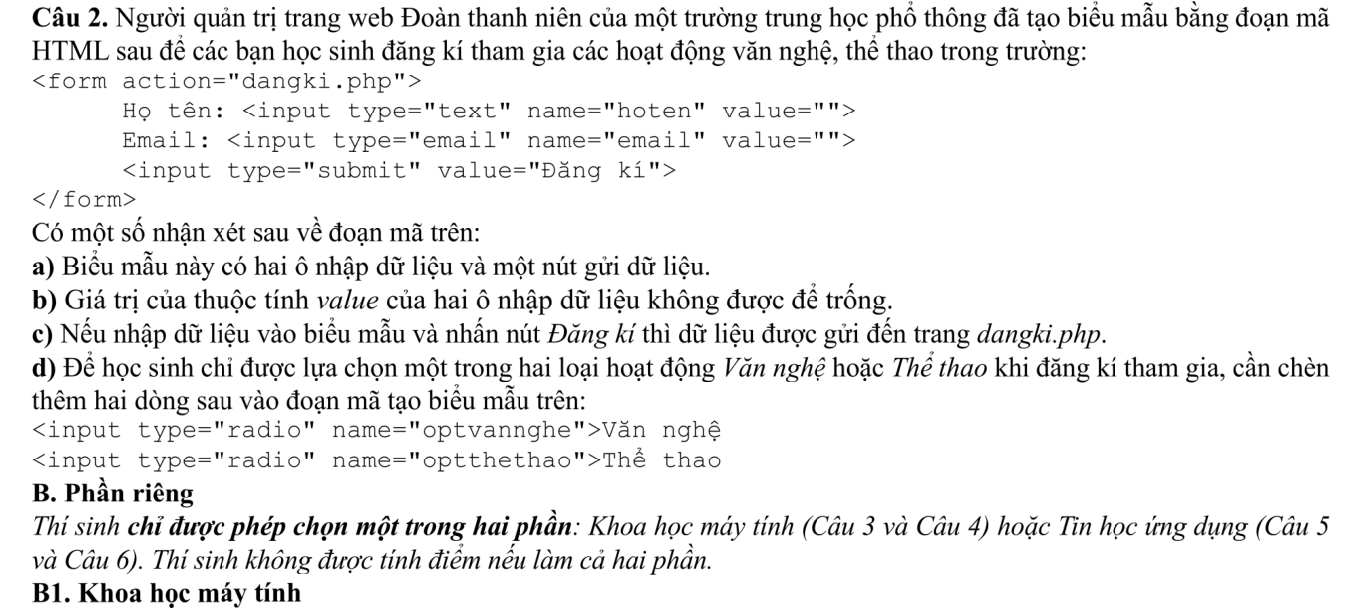 Câu 2. Người quản trị trang web Đoàn thanh niên của một trường trung học phổ thông đã tạo biểu mẫu bằng đoạn mã
HTML sau để các bạn học sinh đăng kí tham gia các hoạt động văn nghệ, thể thao trong trường:
<form action="dangki.php">
Họ tên: <input type="text" name="hoten" value="">
Email: <input type="email" name="email" value="">
<input type="submit" value="Đăng kí">
</form>
Có một số nhận xét sau về đoạn mã trên:
a) Biểu mẫu này có hai ô nhập dữ liệu và một nút gửi dữ liệu.
b) Giá trị của thuộc tính value của hai ô nhập dữ liệu không được để trống.
c) Nếu nhập dữ liệu vào biểu mẫu và nhấn nút Đăng kí thì dữ liệu được gửi đến trang dangki.php.
d) Để học sinh chỉ được lựa chọn một trong hai loại hoạt động Văn nghệ hoặc Thể thao khi đăng kí tham gia, cần chèn
thêm hai dòng sau vào đoạn mã tạo biểu mẫu trên:
<input type="radio" name="optvannghe">Văn nghệ
<input type="radio" name="optthethao">Thể thao
B. Phần riêng
Thí sinh chỉ được phép chọn một trong hai phần: Khoa học máy tính (Câu 3 và Câu 4) hoặc Tin học ứng dụng (Câu 5
và Câu 6). Thí sinh không được tính điểm nếu làm cả hai phần.
B1. Khoa học máy tính